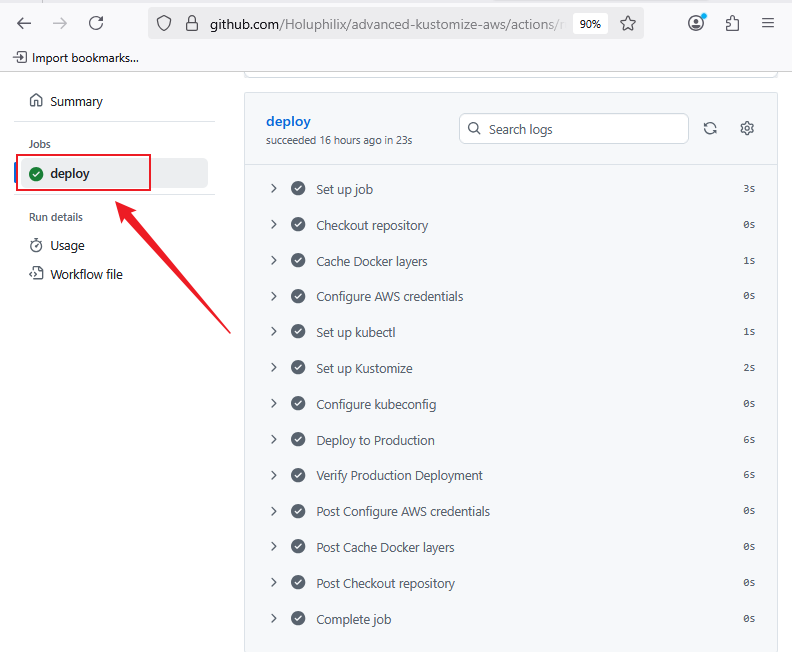 github.com/Holuphilix/advanced-kustomize-aws/actions/
90%
Import bookmarks...
Summary
Jobs
deploy
Run details
Usage
Workflow file
deploy
succeeded 16 hours ago in 23s
Search logs
Set up job 3s
Checkout repository 0s
Cache Docker layers 1s
Configure AWS credentials 0s
Set up kubectl 1s
Set up Kustomize 2s
Configure kubeconfig 0s
Deploy to Production 6s
Verify Production Deployment 6s
Post Configure AWS credentials 0s
Post Cache Docker layers 0s
Post Checkout repository 0s
Complete job 0s